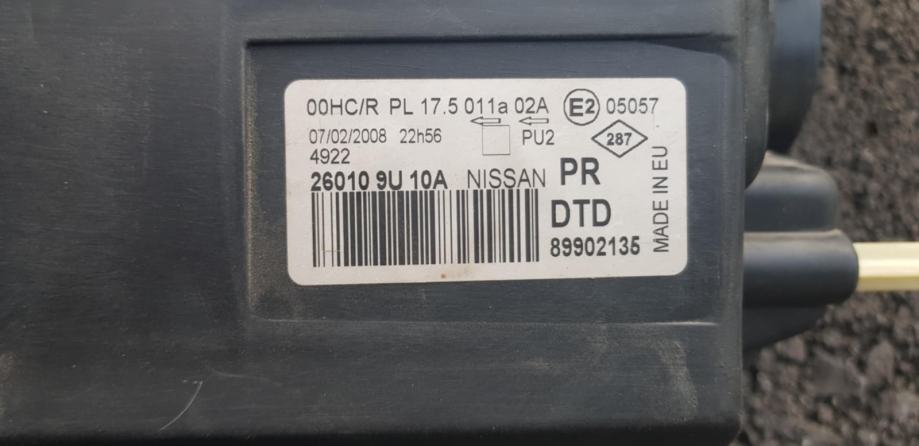 00HC/R PL 17.5 011a 02A E2 05057
07/02/2008 22h56 PU2 287
4922
26010 9U 10A NISSAN PR
DTD
89902135
MADE IN EU